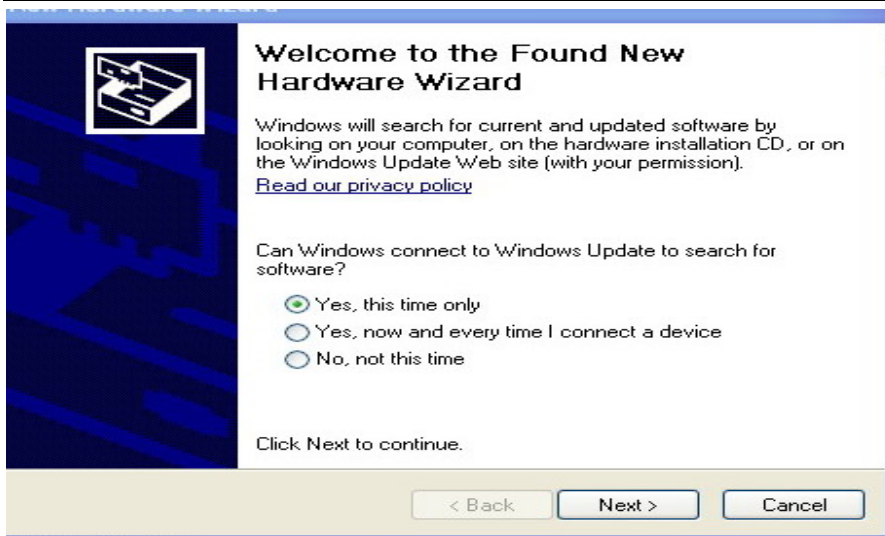 Welcome to the Found New
Hardware Wizard
Windows will search for current and updated software by
looking on your computer, on the hardware installation CD, or on
the Windows Update Web site (with your permission).
Read our privacy policy
Can Windows connect to Windows Update to search for
software?
Yes, this time only
Yes, now and every time I connect a device
No, not this time
Click Next to continue.
< Back
Next >
Cancel